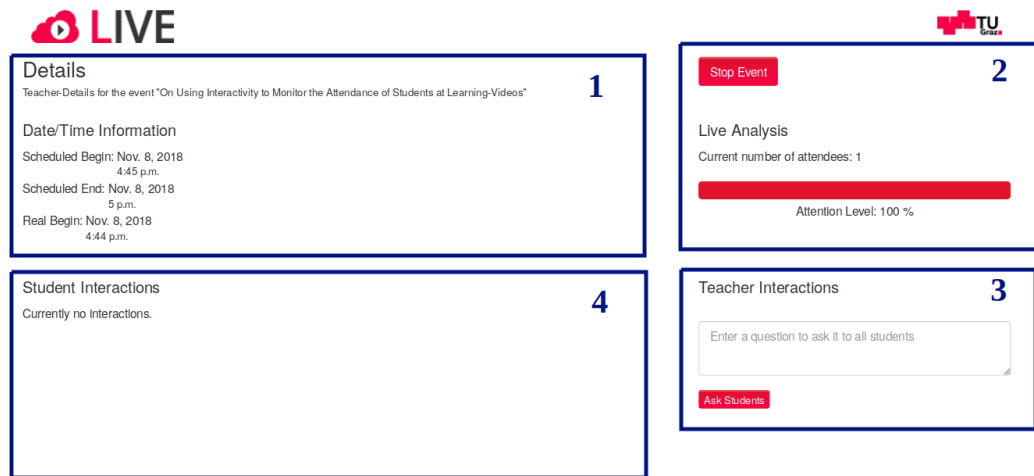 LIVE
TU
Graz
Details
1
Teacher-Details for the event "On Using Interactivity to Monitor the Attendance of Students at Learning-Videos"
Date/Time Information
Scheduled Begin: Nov. 8, 2018
4:45 p.m.
Scheduled End: Nov. 8, 2018
5 p.m.
Real Begin: Nov. 8, 2018
4:44 p.m.
Stop Event
2
Live Analysis
Current number of attendees: 1
Attention Level: 100 %
Student Interactions
4
Currently no interactions.
Teacher Interactions
3
Enter a question to ask it to all students
Ask Students